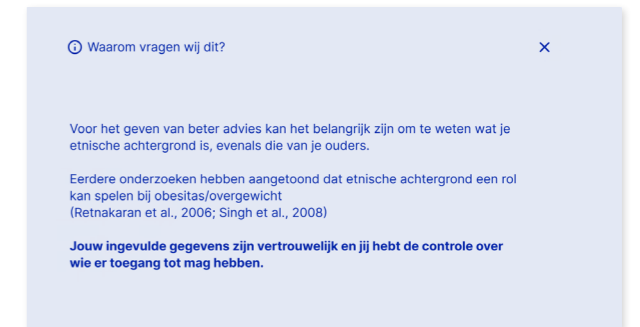 Waarom vragen wij dit?
Voor het geven van beter advies kan het belangrijk zijn om te weten wat je
etnische achtergrond is, evenals die van je ouders.
Eerdere onderzoeken hebben aangetoond dat etnische achtergrond een rol
kan spelen bij obesitas/overgewicht
(Retnakaran et al., 2006; Singh et al., 2008)
Jouw ingevulde gegevens zijn vertrouwelijk en jij hebt de controle over
wie er toegang tot mag hebben.